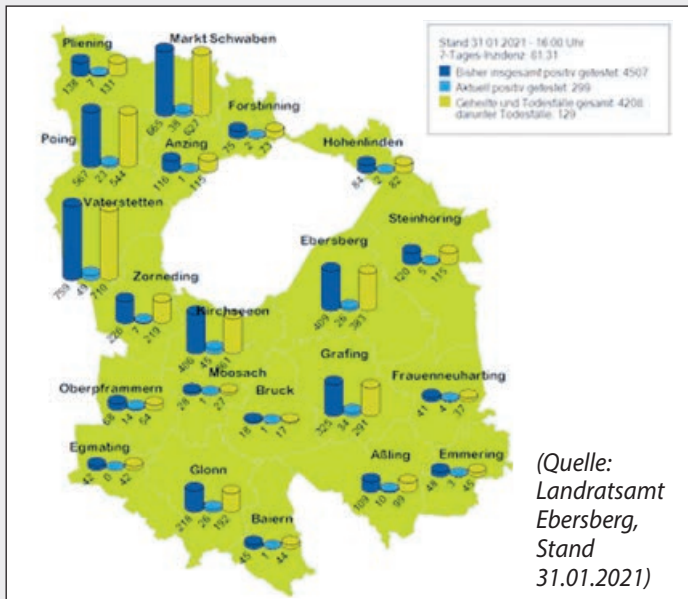 Pliening
138 7 131
Markt Schwaben
665 38 627
Stand 31.01.2021 - 16:00 Uhr
7-Tages-Inzidenz: 81.31
Bisher insgesamt positiv getestet: 4507
Aktuell positiv getestet: 299
Geheilte und Todesfälle gesamt: 4208
darunter Todesfälle: 129
Forstinning
75 2
Poing
567 23 544
Anzing
116 1 115
Hohenlinden
84 2 82
Vaterstetten
759 49 710
Steinhöring
120 5 115
Ebersberg
409 26 383
Zorneding
226 7 219
Kirchseeon
406 45 361
Grafing
325 34 291
Moosach
28 1 27
Frauenneuharting
41 4 37
Oberpframmern
68 14 54
Bruck
18 1 17
Egmating
42 0 42
Glonn
218 26 192
Aßling
109 10 99
Emmering
48 3 45
Baiern
45 1 44
(Quelle:
Landratsamt
Ebersberg,
Stand
31.01.2021)